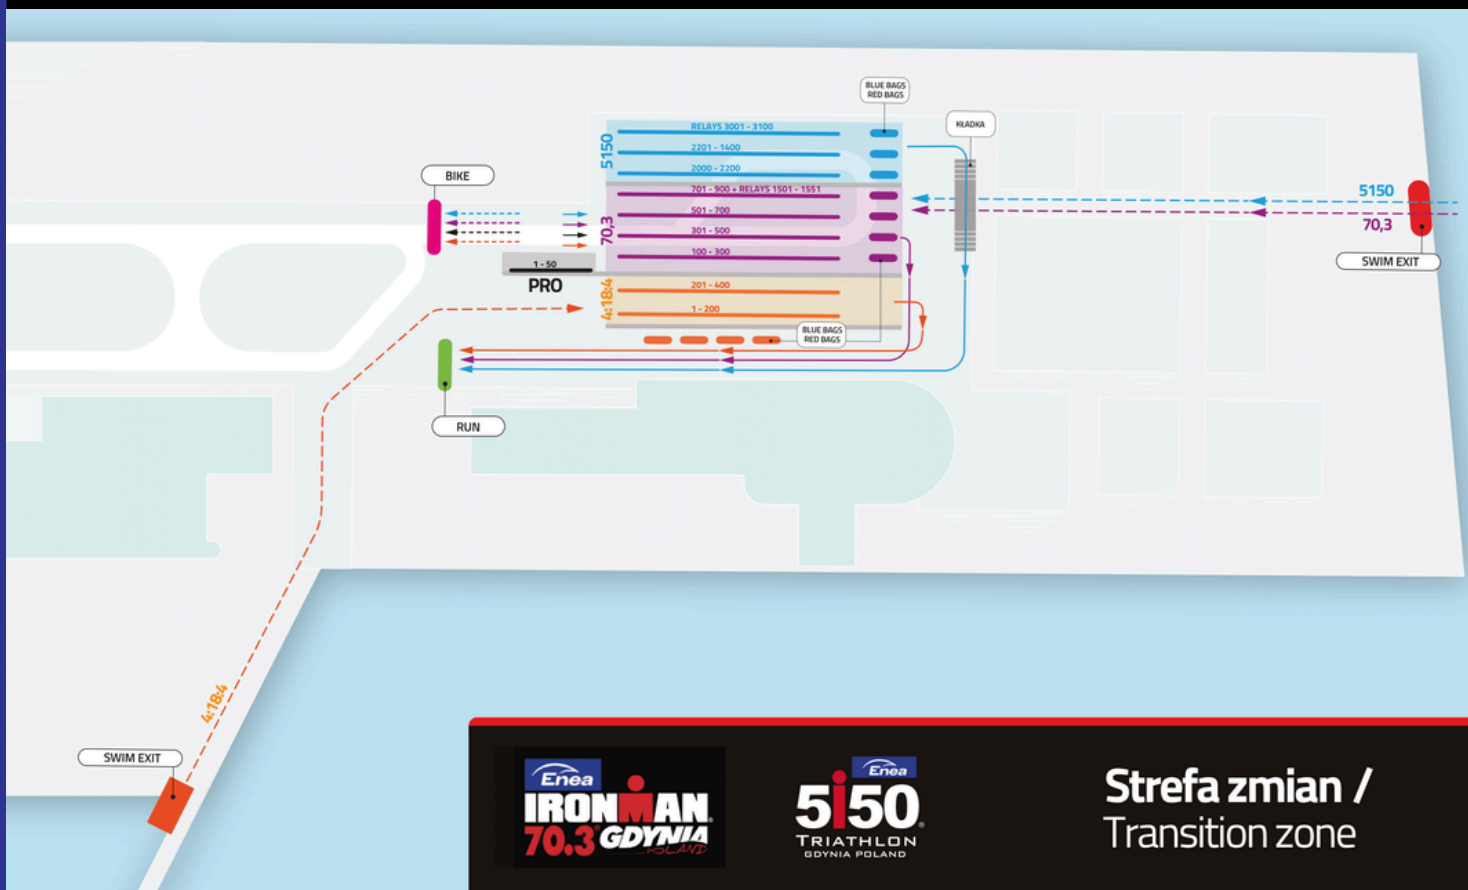 BLUE BAGS
RED BAGS
KŁADKA
RELAYS 3001 - 3100
5150
2201 - 1400
2000 - 2200
BIKE
701 - 900 + RELAYS 1501 - 1551
70,3
501 - 700
301 - 500
100 - 300
5150
70,3
SWIM EXIT
1 - 50
PRO
4:18:4
201 - 400
1 - 200
BLUE BAGS
RED BAGS
RUN
4:18:4
SWIM EXIT
Enea
IRONMAN
70.3 GDYNIA
POLAND
Enea
5i50
TRIATHLON
GDYNIA POLAND
Strefa zmian /
Transition zone